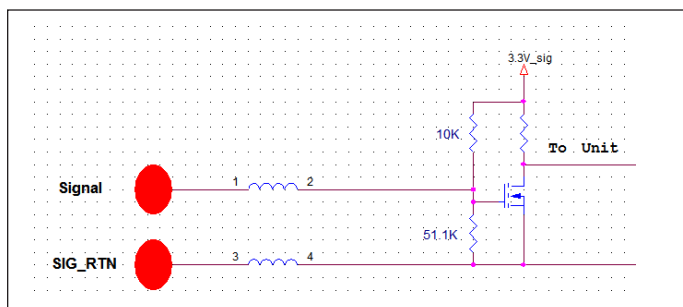 3.3V_sig
10K
To Unit
Signal
1
2
51.1K
SIG_RTN
3
4